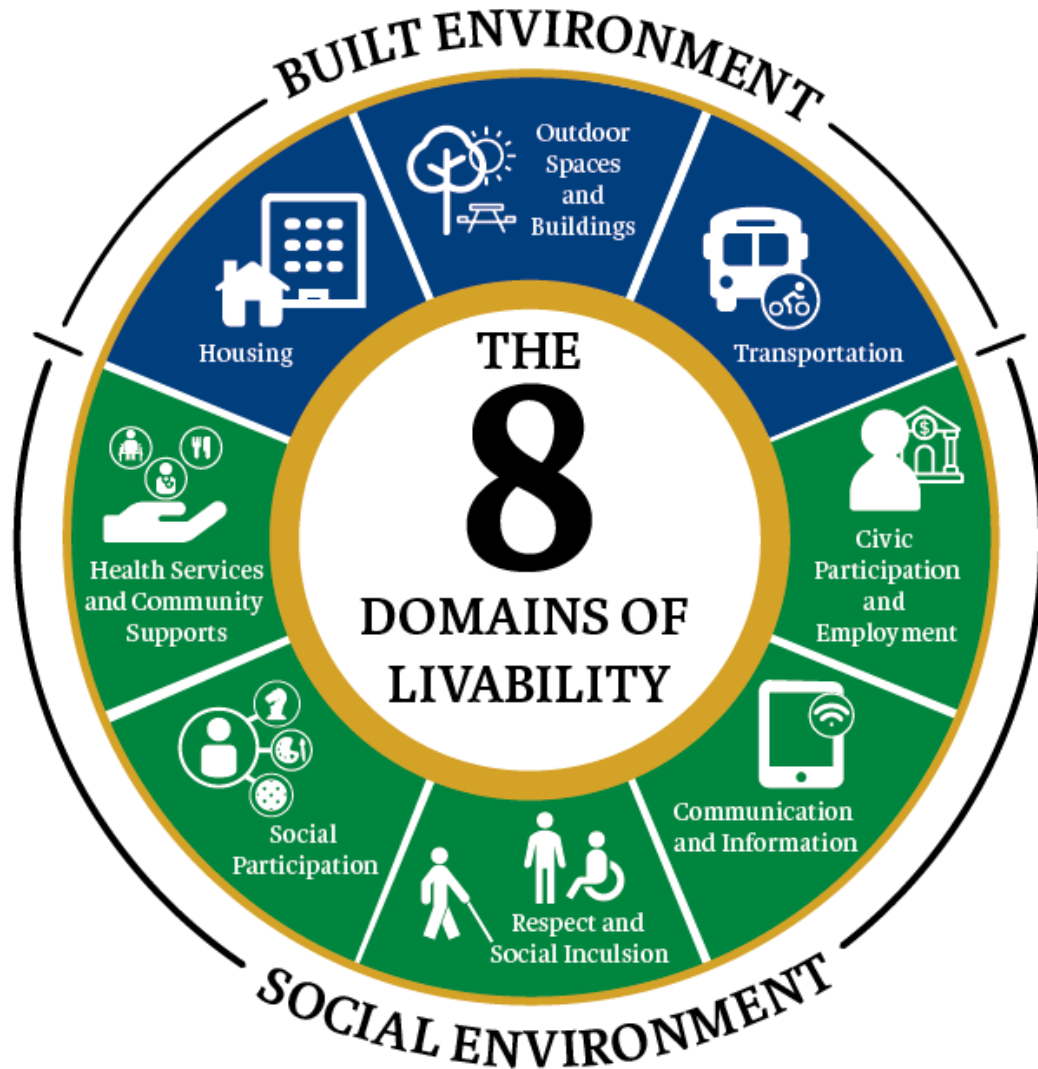 BUILT ENVIRONMENT
Outdoor
Spaces
and
Buildings
Transportation
Civic
Participation
and
Employment
$
Communication
and Information
Respect and
Social Inculsion
Social
Participation
Health Services
and Community
Supports
Housing
THE
8
DOMAINS OF
LIVABILITY
SOCIAL ENVIRONMENT